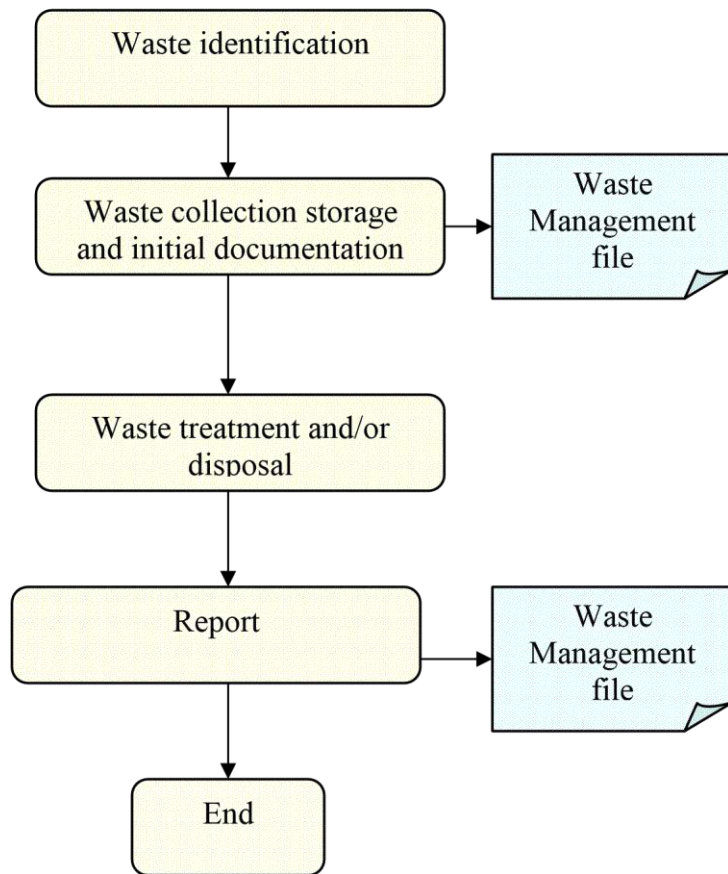 Waste identification
Waste collection storage
and initial documentation
Waste
Management
file
Waste treatment and/or
disposal
Report
Waste
Management
file
End